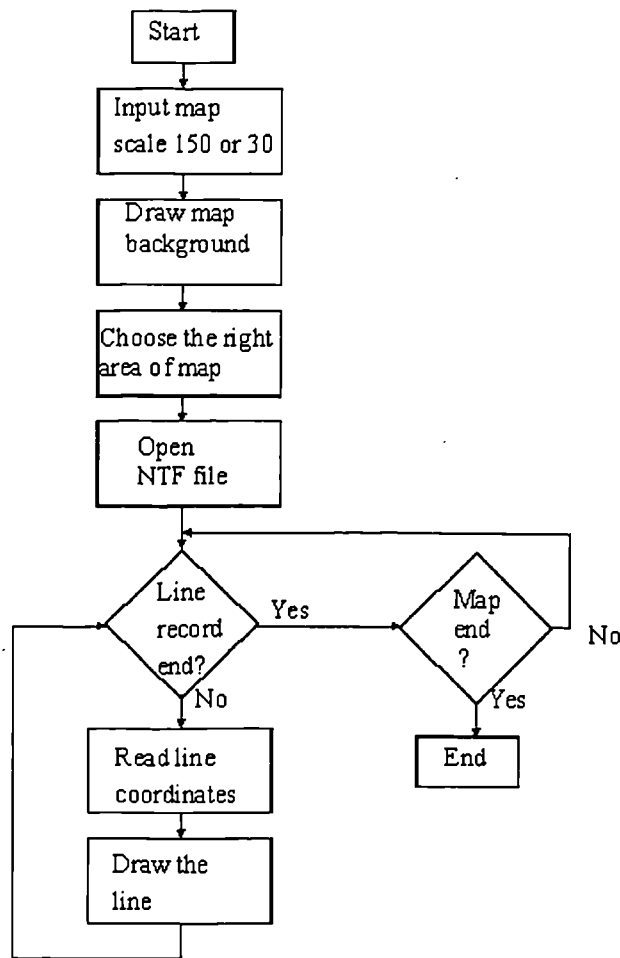 Start
Input map
scale 150 or 30
Draw map
background
Choose the right
area of map
Open
NTF file
Line
record
end?
Yes
No
Map
end
?
No
Yes
End
Read line
coordinates
Draw the
line